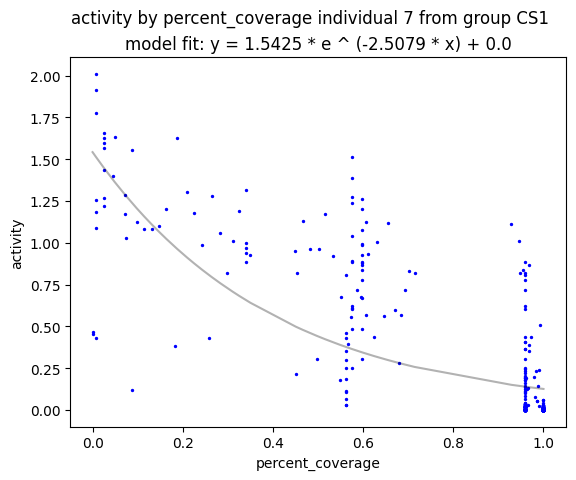 activity by percent_coverage individual 7 from group CS1
model fit: y = 1.5425 * e ^ (-2.5079 * x) + 0.0
2.00
1.75
1.50
1.25
1.00
0.75
0.50
0.25
0.00
activity
0.0 0.2 0.4 0.6 0.8 1.0
percent_coverage